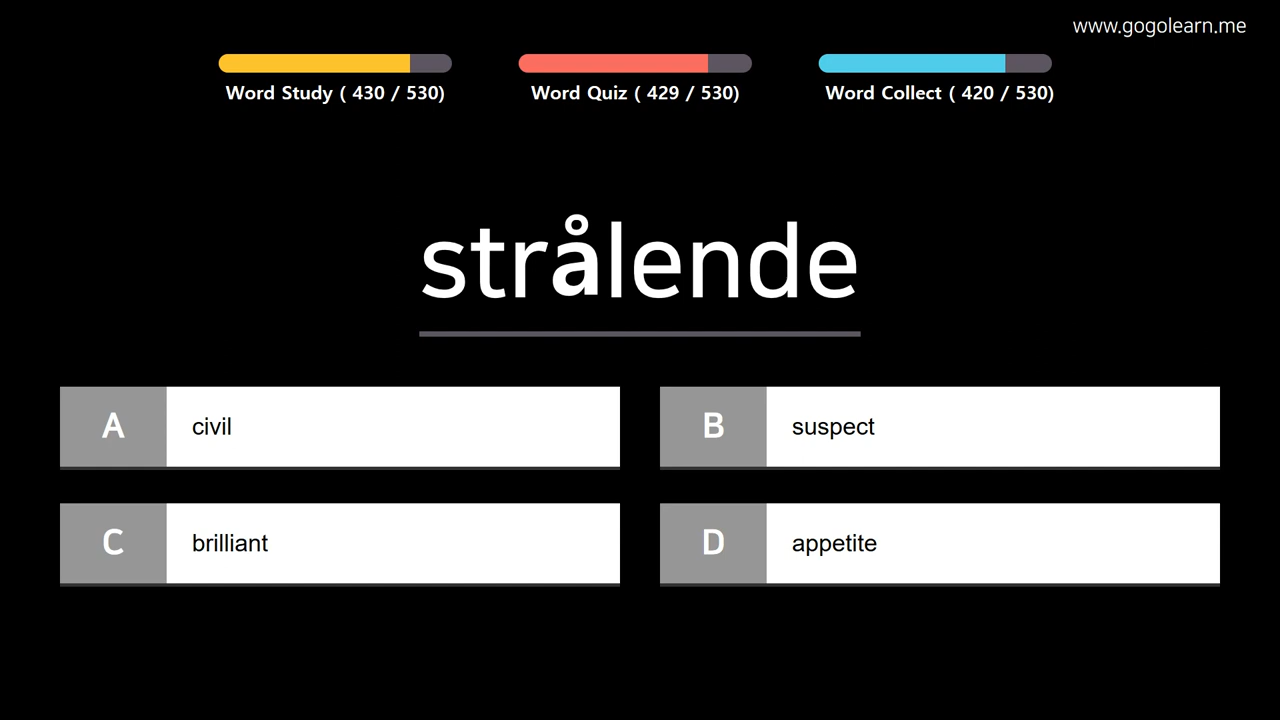 www.gogolearn.me
Word Study ( 430 / 530)
Word Quiz ( 429 / 530)
Word Collect ( 420 / 530)
strålende
A civil
B suspect
C brilliant
D appetite